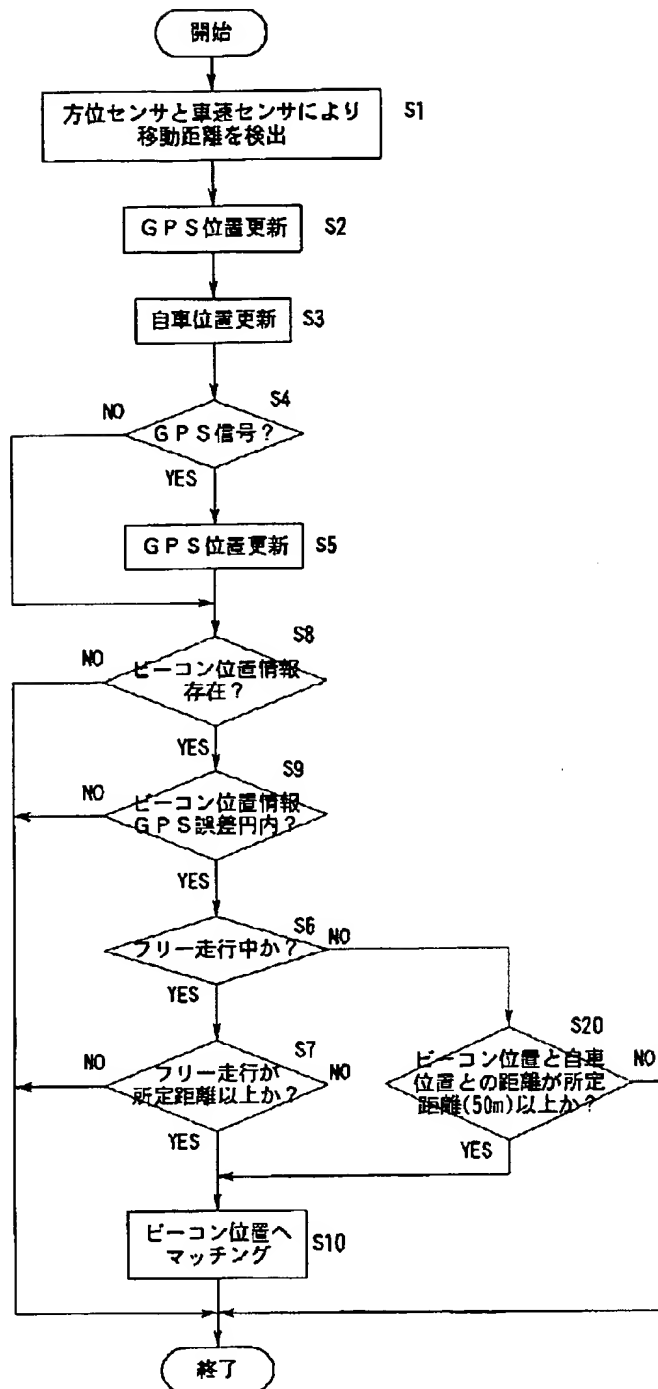 開始
方位センサと車速センサにより
移動距離を検出
S1
GPS位置更新
S2
自車位置更新
S3
S4
NO
GPS信号?
YES
GPS位置更新
S5
S8
NO
ビーコン位置情報
存在?
YES
S9
NO
ビーコン位置情報
GPS誤差円内?
YES
S6
NO
フリー走行中か?
YES
S7
NO
フリー走行が
所定距離以上か?
NO
YES
S20
ビーコン位置と自車
位置との距離が所定
距離(50m)以上か?
NO
YES
ビーコン位置へ
マッチング
S10
終了